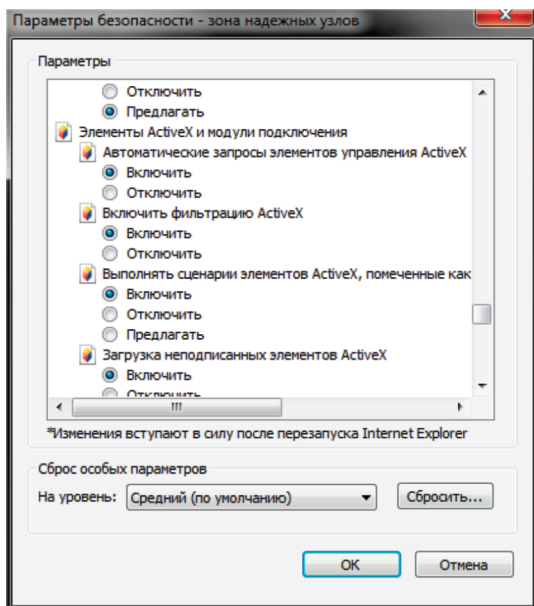 Параметры безопасности - зона надежных узлов
Параметры
Отключить
Предлагать
Элементы ActiveX и модули подключения
Автоматические запросы элементов управления ActiveX
Включить
Отключить
Включить фильтрацию ActiveX
Включить
Отключить
Выполнять сценарии элементов ActiveX, помеченные как
Включить
Отключить
Предлагать
Загрузка неподписанных элементов ActiveX
Включить
Отключить
*Изменения вступают в силу после перезапуска Internet Explorer
Сброс особых параметров
На уровень: Средний (по умолчанию) Сбросить...
ОК Отмена